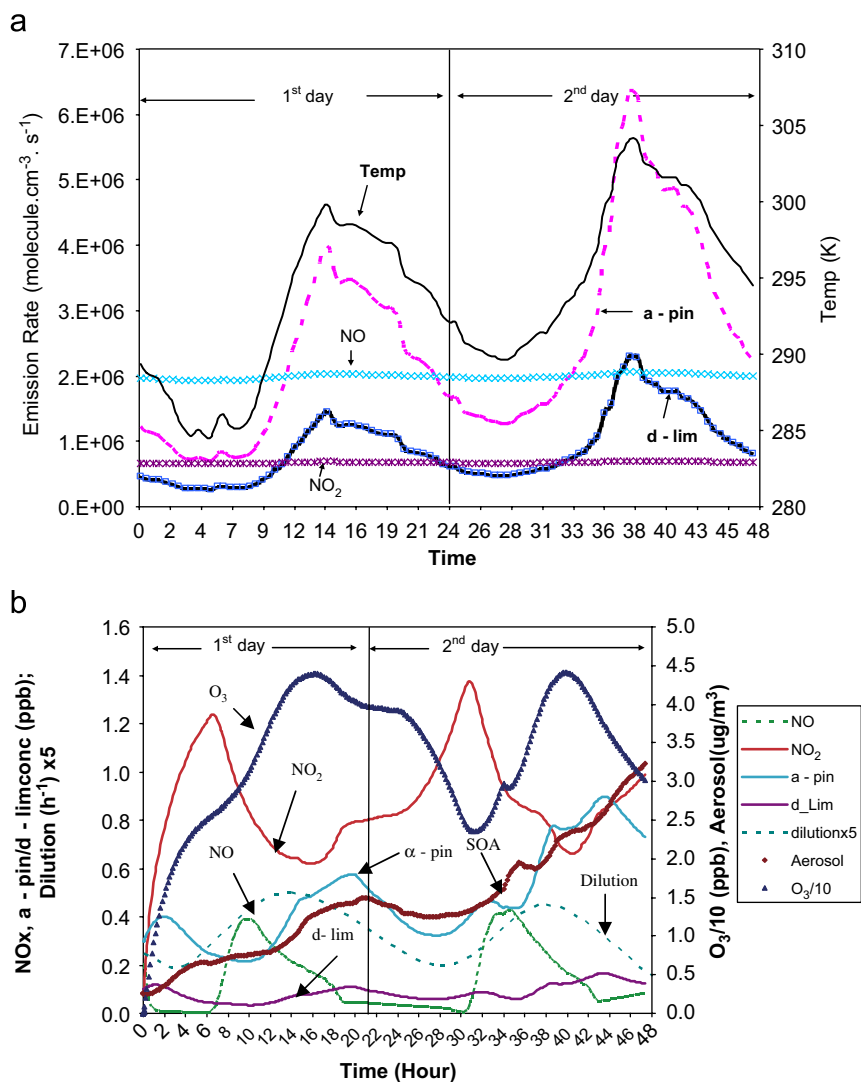 a
7.E+06
6.E+06
5.E+06
4.E+06
3.E+06
2.E+06
1.E+06
0.E+00
Emission Rate (molecule.cm-3. s-1)
310
305
300
295
290
285
280
Temp (K)
1st day
2nd day
Temp
NO
a - pin
d - lim
NO2
0 2 4 7 9 12 14 16 19 21 24 26 28 31 33 36 38 40 43 45 48
Time
b
1.6
1.4
1.2
1.0
0.8
0.6
0.4
0.2
0.0
NOx, a - pin/d - limconc (ppb);
Dilution (h-1) x5
5.0
4.5
4.0
3.5
3.0
2.5
2.0
1.5
1.0
0.5
0.0
O3/10 (ppb), Aerosol(ug/m3)
1st day
2nd day
O3
NO2
NO
α - pin
SOA
Dilution
d- lim
0 2 4 6 8 10 12 14 16 18 20 22 24 26 28 30 32 34 36 38 40 42 44 46 48
Time (Hour)
NO
NO2
a - pin
d_Lim
dilutionx5
Aerosol
O3/10